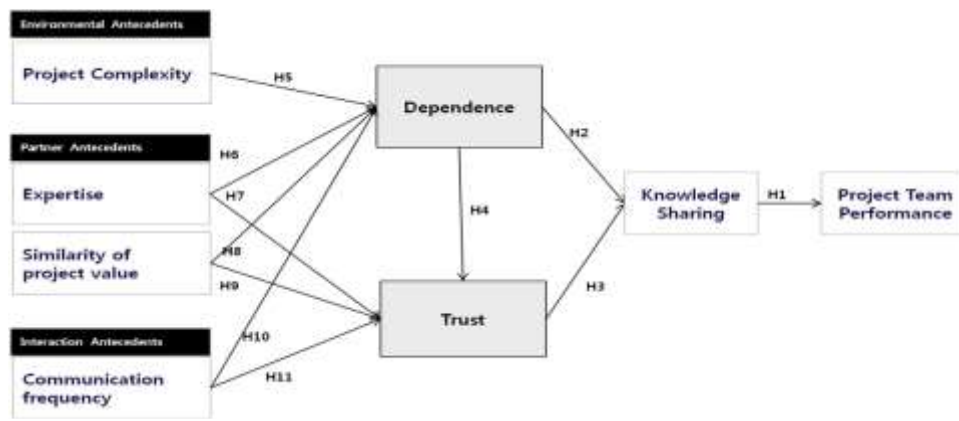 Environmental Antecedents
Project Complexity
H5
Dependence
Partner Antecedents
Expertise
H6
H7
H2
H4
Knowledge
Sharing
H1
Project Team
Performance
Similarity of
project value
H8
H9
H3
Trust
Interaction Antecedents
Communication
frequency
H10
H11